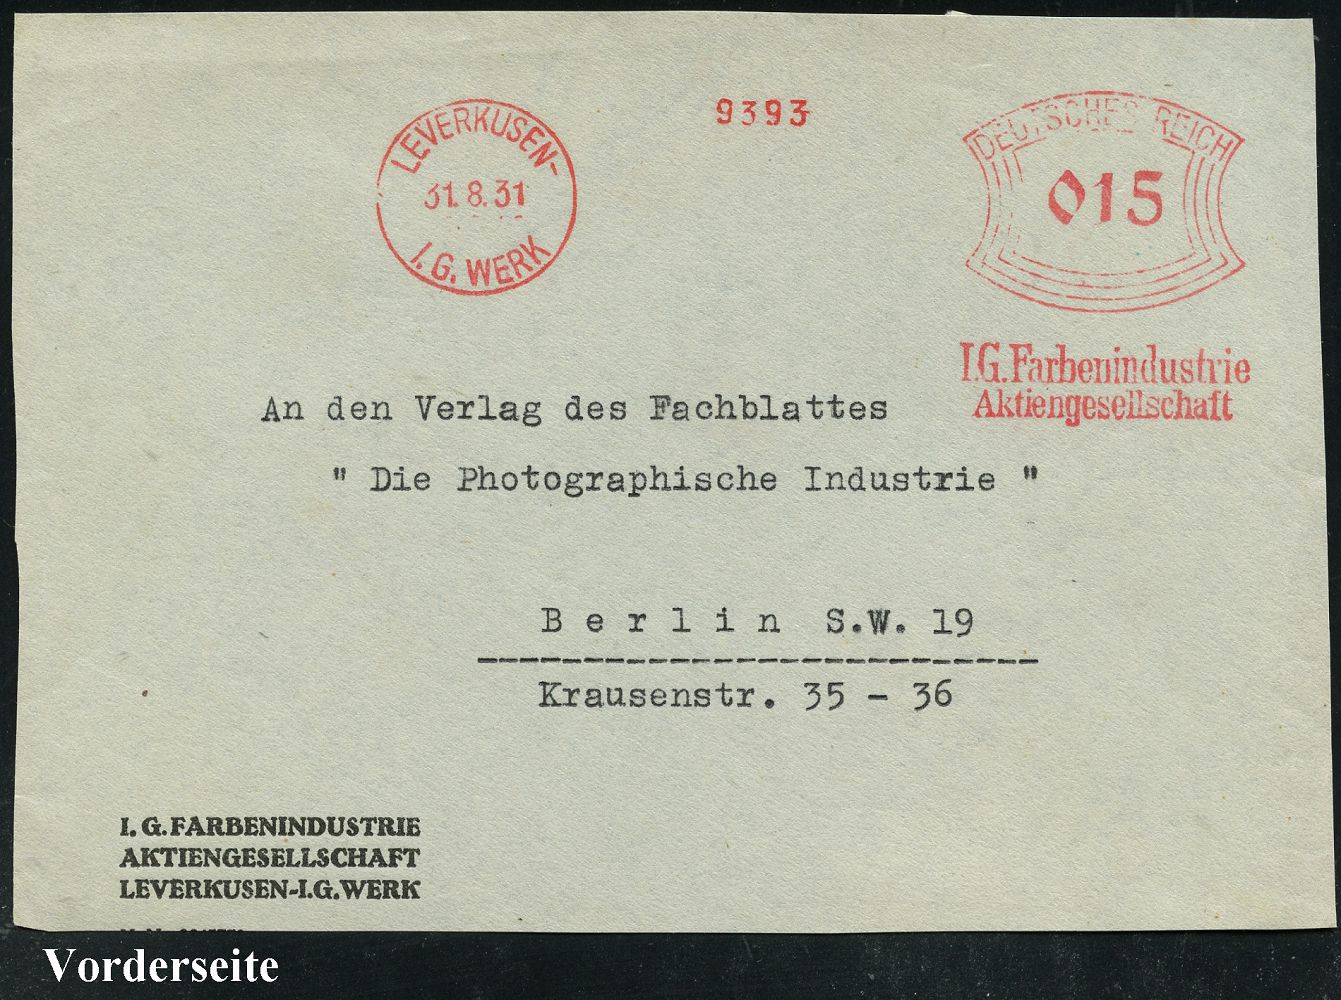 LEVERKUSEN-
31.8.31
I.G. WERK
9393
DEUTSCHES REICH
015
I.G.Farbenindustrie
Aktiengesellschaft
An den Verlag des Fachblattes
" Die Photographische Industrie "
Berlin S.W. 19
Krausenstr. 35 - 36
I. G. FARBENINDUSTRIE
AKTIENGESELLSCHAFT
LEVERKUSEN-I.G. WERK
Vorderseite